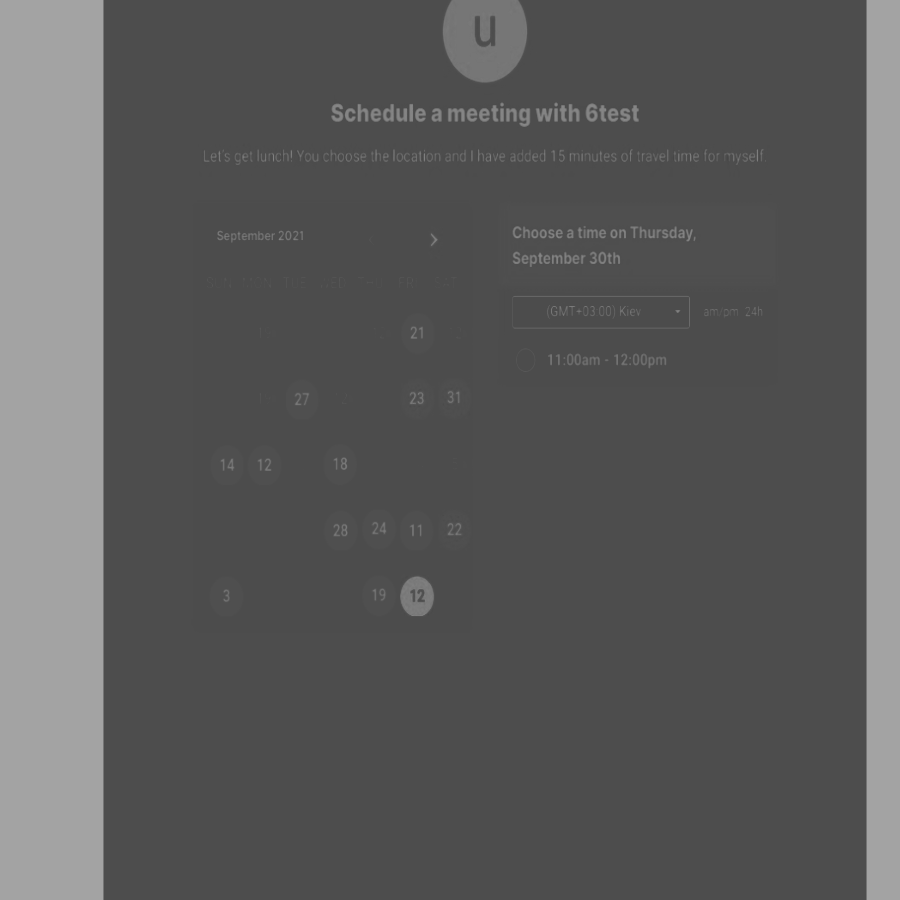 u
Schedule a meeting with 6test
Let's get lunch! You choose the location and I have added 15 minutes of travel time for myself.
September 2021
SUN MON TUE WED THU FRI SAT
21
27 23 31
14 12 18
28 24 11 22
3 19 12
Choose a time on Thursday,
September 30th
(GMT+03:00) Kiev am/pm 24h
11:00am - 12:00pm